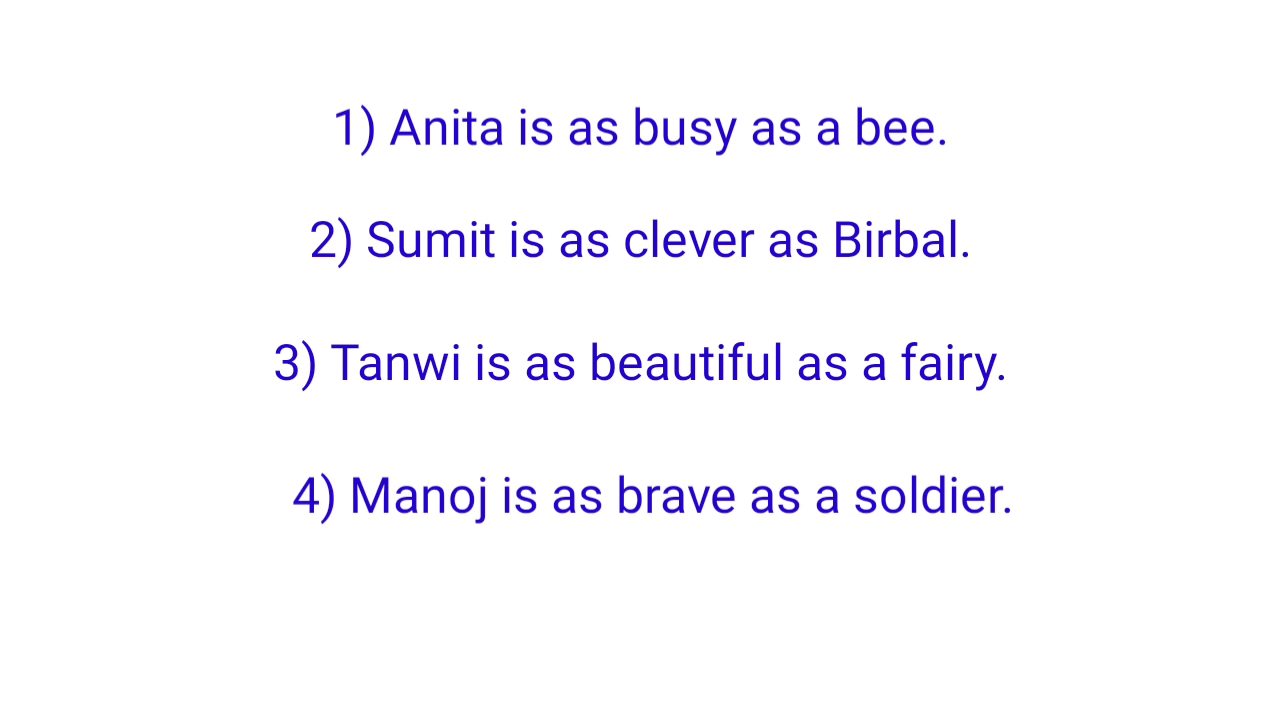 1) Anita is as busy as a bee.
2) Sumit is as clever as Birbal.
3) Tanwi is as beautiful as a fairy.
4) Manoj is as brave as a soldier.